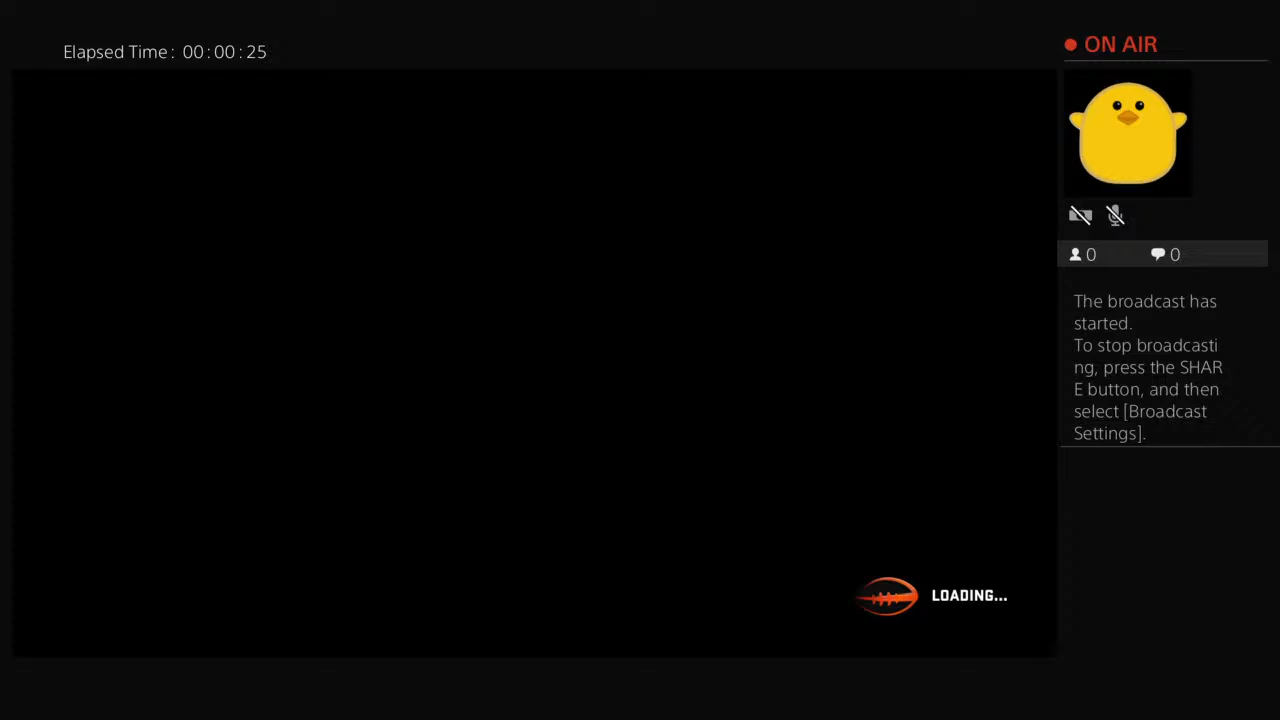 Elapsed Time: 00:00:25
ON AIR
0
0
The broadcast has
started.
To stop broadcasti
ng, press the SHAR
E button, and then
select [Broadcast
Settings].
LOADING...